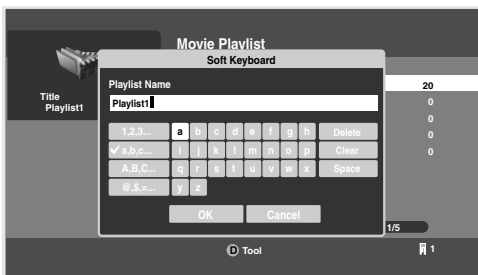 Movie Playlist
Soft Keyboard
Playlist Name
Playlist1
Title
Playlist1
20
0
0
0
0
1,2,3... a b c d e f g h Delete
✓a,b,c... i j k l m n o p Clear
A,B,C... q r s t u v w x Space
@,$,=... y z
OK Cancel
1/5
D Tool
1